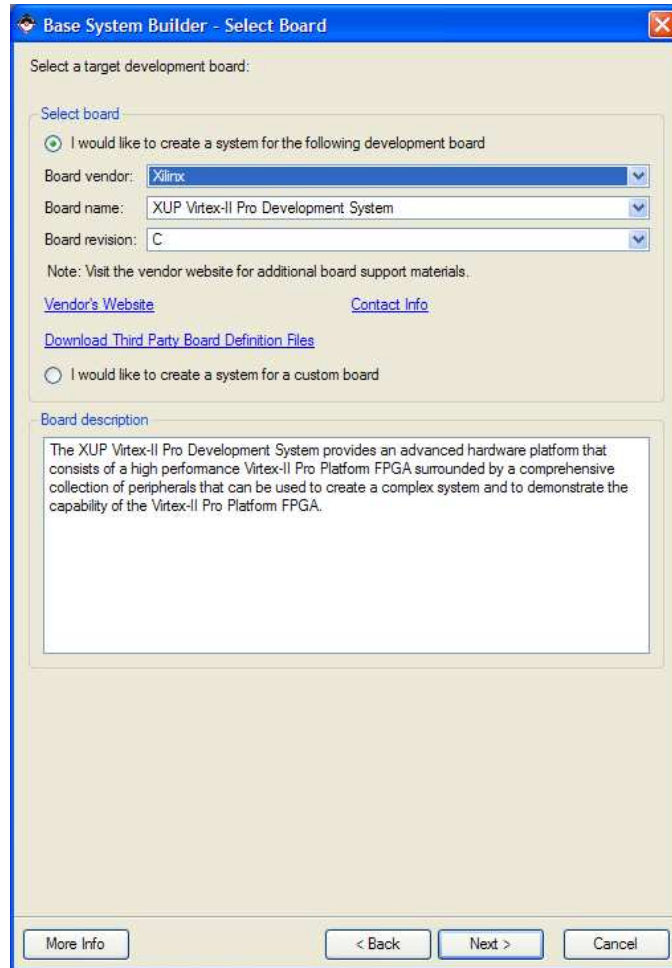 Base System Builder - Select Board
Select a target development board:
Select board
I would like to create a system for the following development board
Board vendor: Xilinx
Board name: XUP Virtex-II Pro Development System
Board revision: C
Note: Visit the vendor website for additional board support materials.
Vendor's Website Contact Info
Download Third Party Board Definition Files
I would like to create a system for a custom board
Board description
The XUP Virtex-II Pro Development System provides an advanced hardware platform that
consists of a high performance Virtex-II Pro Platform FPGA surrounded by a comprehensive
collection of peripherals that can be used to create a complex system and to demonstrate the
capability of the Virtex-II Pro Platform FPGA.
More Info < Back Next > Cancel